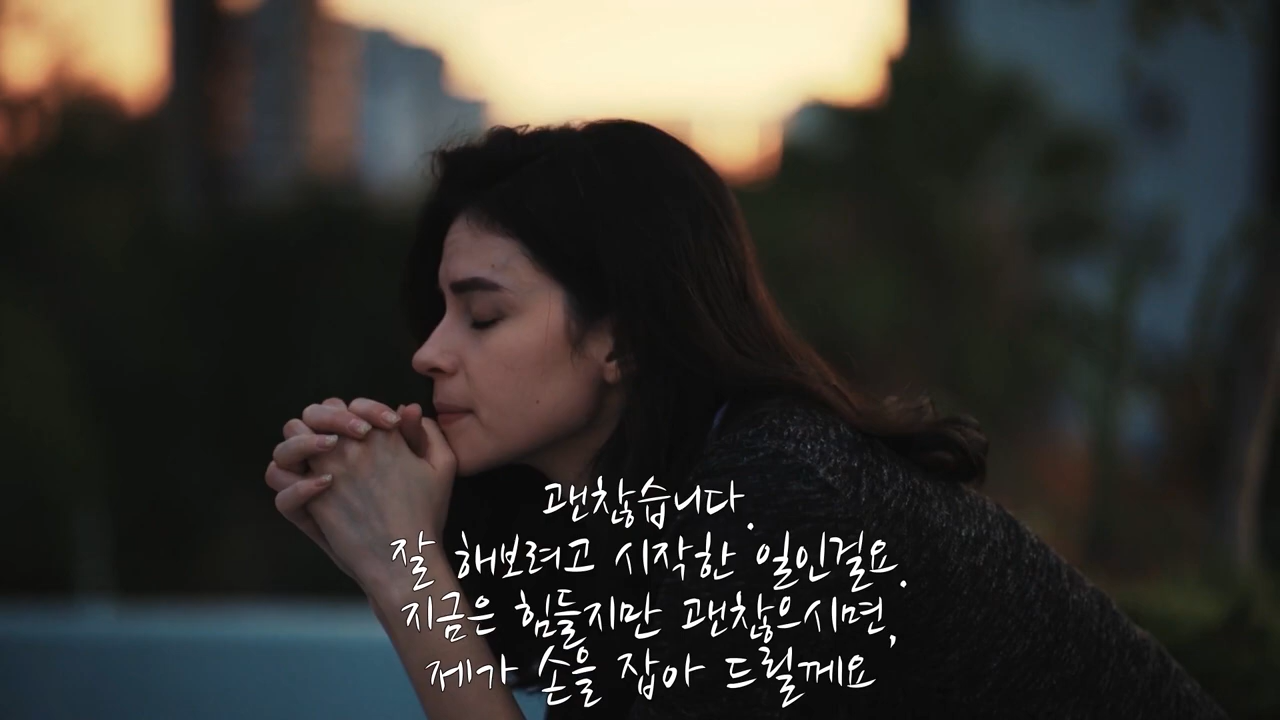 괜찮습니다.
잘 해보려고 시작한 일인걸요.
지금은 힘들지만 괜찮으시면,
제가 손을 잡아 드릴께요